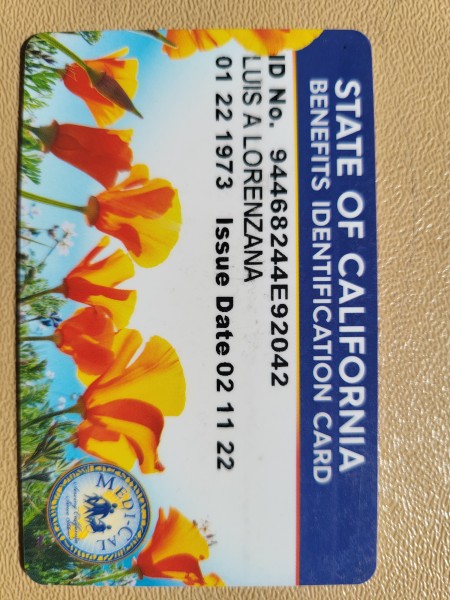 STATE OF CALIFORNIA
BENEFITS IDENTIFICATION CARD
ID No. 94468244E92042
LUIS A LORENZANA
01 22 1973 Issue Date 02 11 22
MEDI-CAL